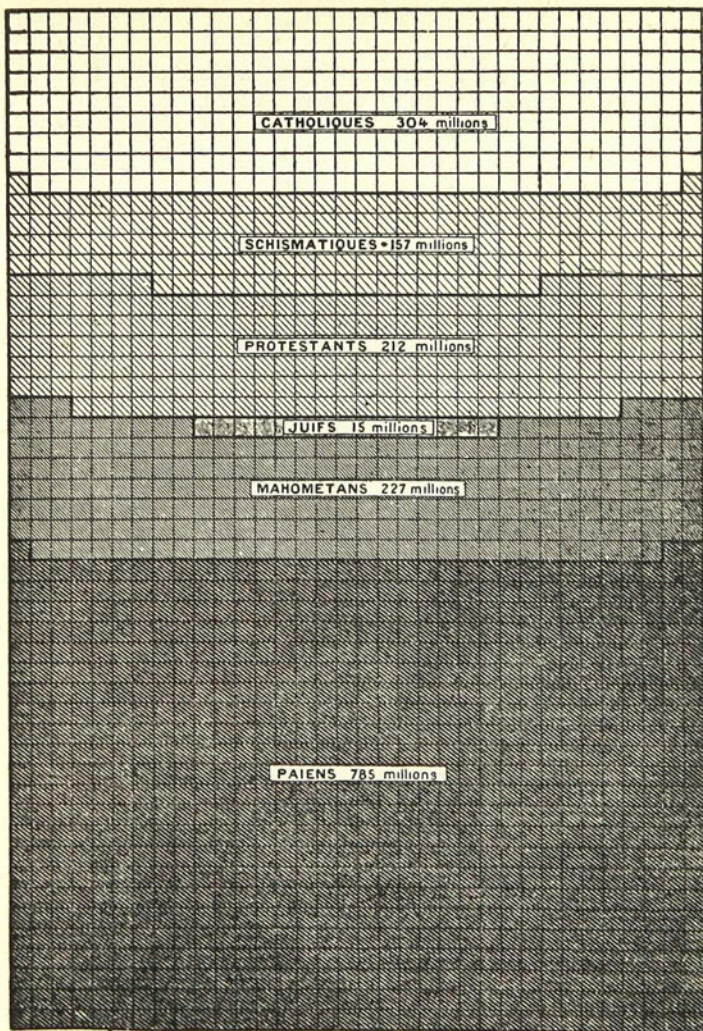 CATHOLIQUES 304 millions
SCHISMATIQUES • 157 millions
PROTESTANTS 212 millions
JUIFS 15 millions
MAHOMETANS 227 millions
PAIENS 785 millions